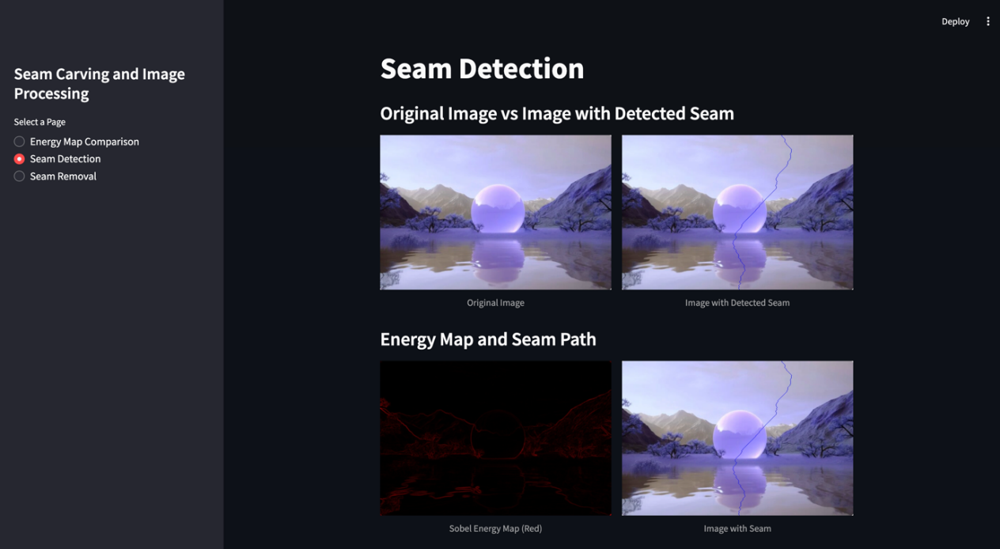 Deploy
Seam Carving and Image
Processing
Select a Page
Energy Map Comparison
Seam Detection
Seam Removal
Seam Detection
Original Image vs Image with Detected Seam
Original Image
Image with Detected Seam
Energy Map and Seam Path
Sobel Energy Map (Red)
Image with Seam